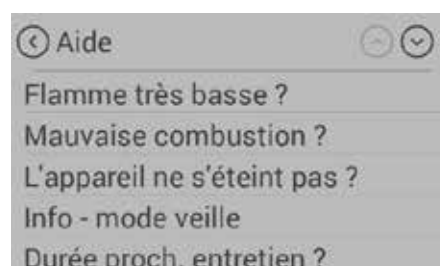 Aide
Flamme très basse ?
Mauvaise combustion ?
L'appareil ne s'éteint pas ?
Info - mode veille
Durée proch. entretien ?